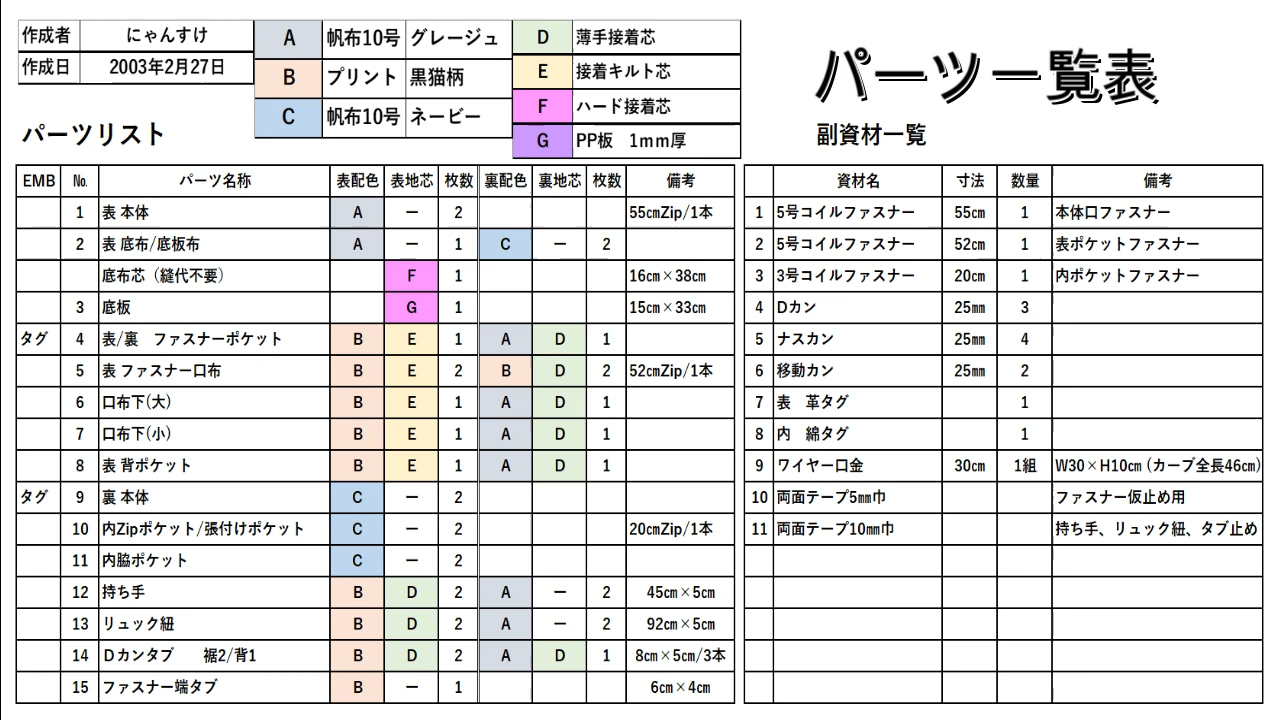 作成者 にゃんすけ
作成日 2003年2月27日
A 帆布10号 グレージュ
B プリント 黒猫柄
C 帆布10号 ネービー
D 薄手接着芯
E 接着キルト芯
F ハード接着芯
G PP板 1mm厚
パーツ一覧表
パーツリスト
EMB № パーツ名称 表配色 表地芯 枚数 裏配色 裏地芯 枚数 備考
1 表 本体 A ー 2 55㎝Zip/1本
2 表 底布/底板布 A ー 1 C ー 2
底布芯（縫代不要） F 1 16㎝×38㎝
3 底板 G 1 15㎝×33㎝
タグ 4 表/裏 ファスナーポケット B E 1 A D 1
5 表 ファスナー口布 B E 2 B D 2 52㎝Zip/1本
6 口布下(大) B E 1 A D 1
7 口布下(小) B E 1 A D 1
8 表 背ポケット B E 1 A D 1
タグ 9 裏 本体 C ー 2
10 内Zipポケット/張付けポケット C ー 2 20㎝Zip/1本
11 内脇ポケット C ー 2
12 持ち手 B D 2 A ー 2 45㎝×5㎝
13 リュック紐 B D 2 A ー 2 92㎝×5㎝
14 Ｄカンタブ 裾2/背1 B D 2 A D 1 8㎝×5㎝/3本
15 ファスナー端タブ B ー 1 6㎝×4㎝
副資材一覧
資材名 寸法 数量 備考
1 5号コイルファスナー 55㎝ 1 本体口ファスナー
2 5号コイルファスナー 52㎝ 1 表ポケットファスナー
3 3号コイルファスナー 20㎝ 1 内ポケットファスナー
4 Dカン 25㎜ 3
5 ナスカン 25㎜ 4
6 移動カン 25㎜ 2
7 表 革タグ 1
8 内 綿タグ 1
9 ワイヤー口金 30㎝ 1組 W30×H10㎝ (カーブ全長46㎝)
10 両面テープ5㎜巾 ファスナー仮止め用
11 両面テープ10㎜巾 持ち手、リュック紐、タブ止め